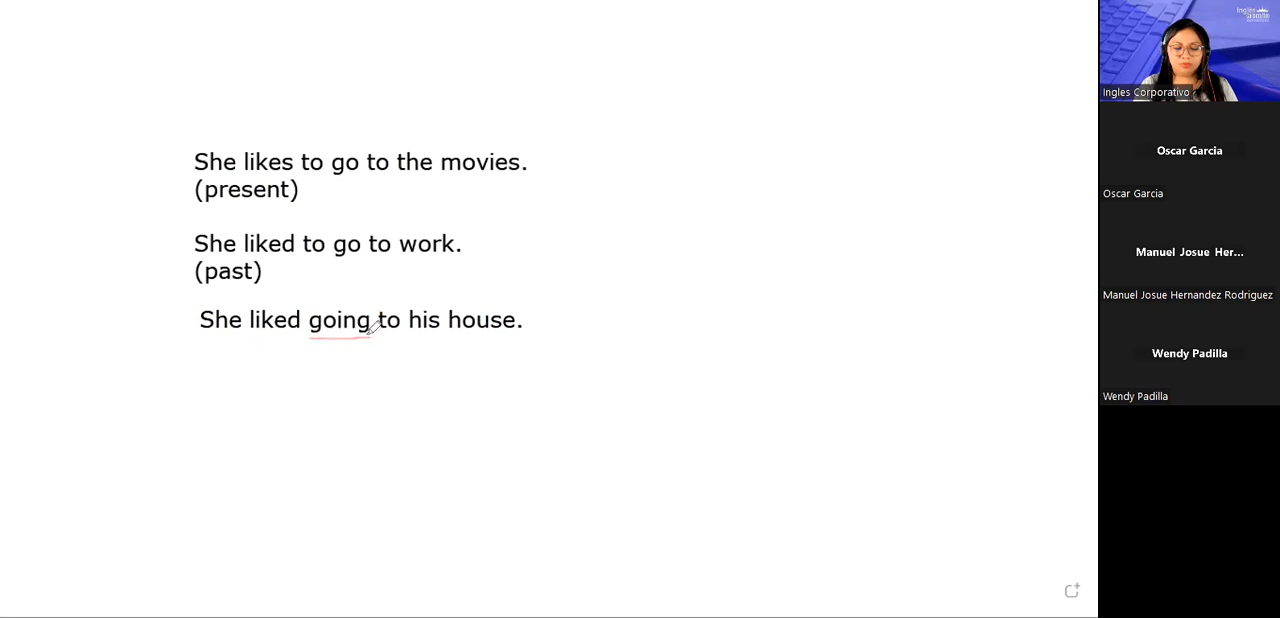 She likes to go to the movies.
(present)
She liked to go to work.
(past)
She liked going to his house.
Ingles
Ingles Corporativo
Oscar Garcia
Oscar Garcia
Manuel Josue Her...
Manuel Josue Hernandez Rodriguez
Wendy Padilla
Wendy Padilla